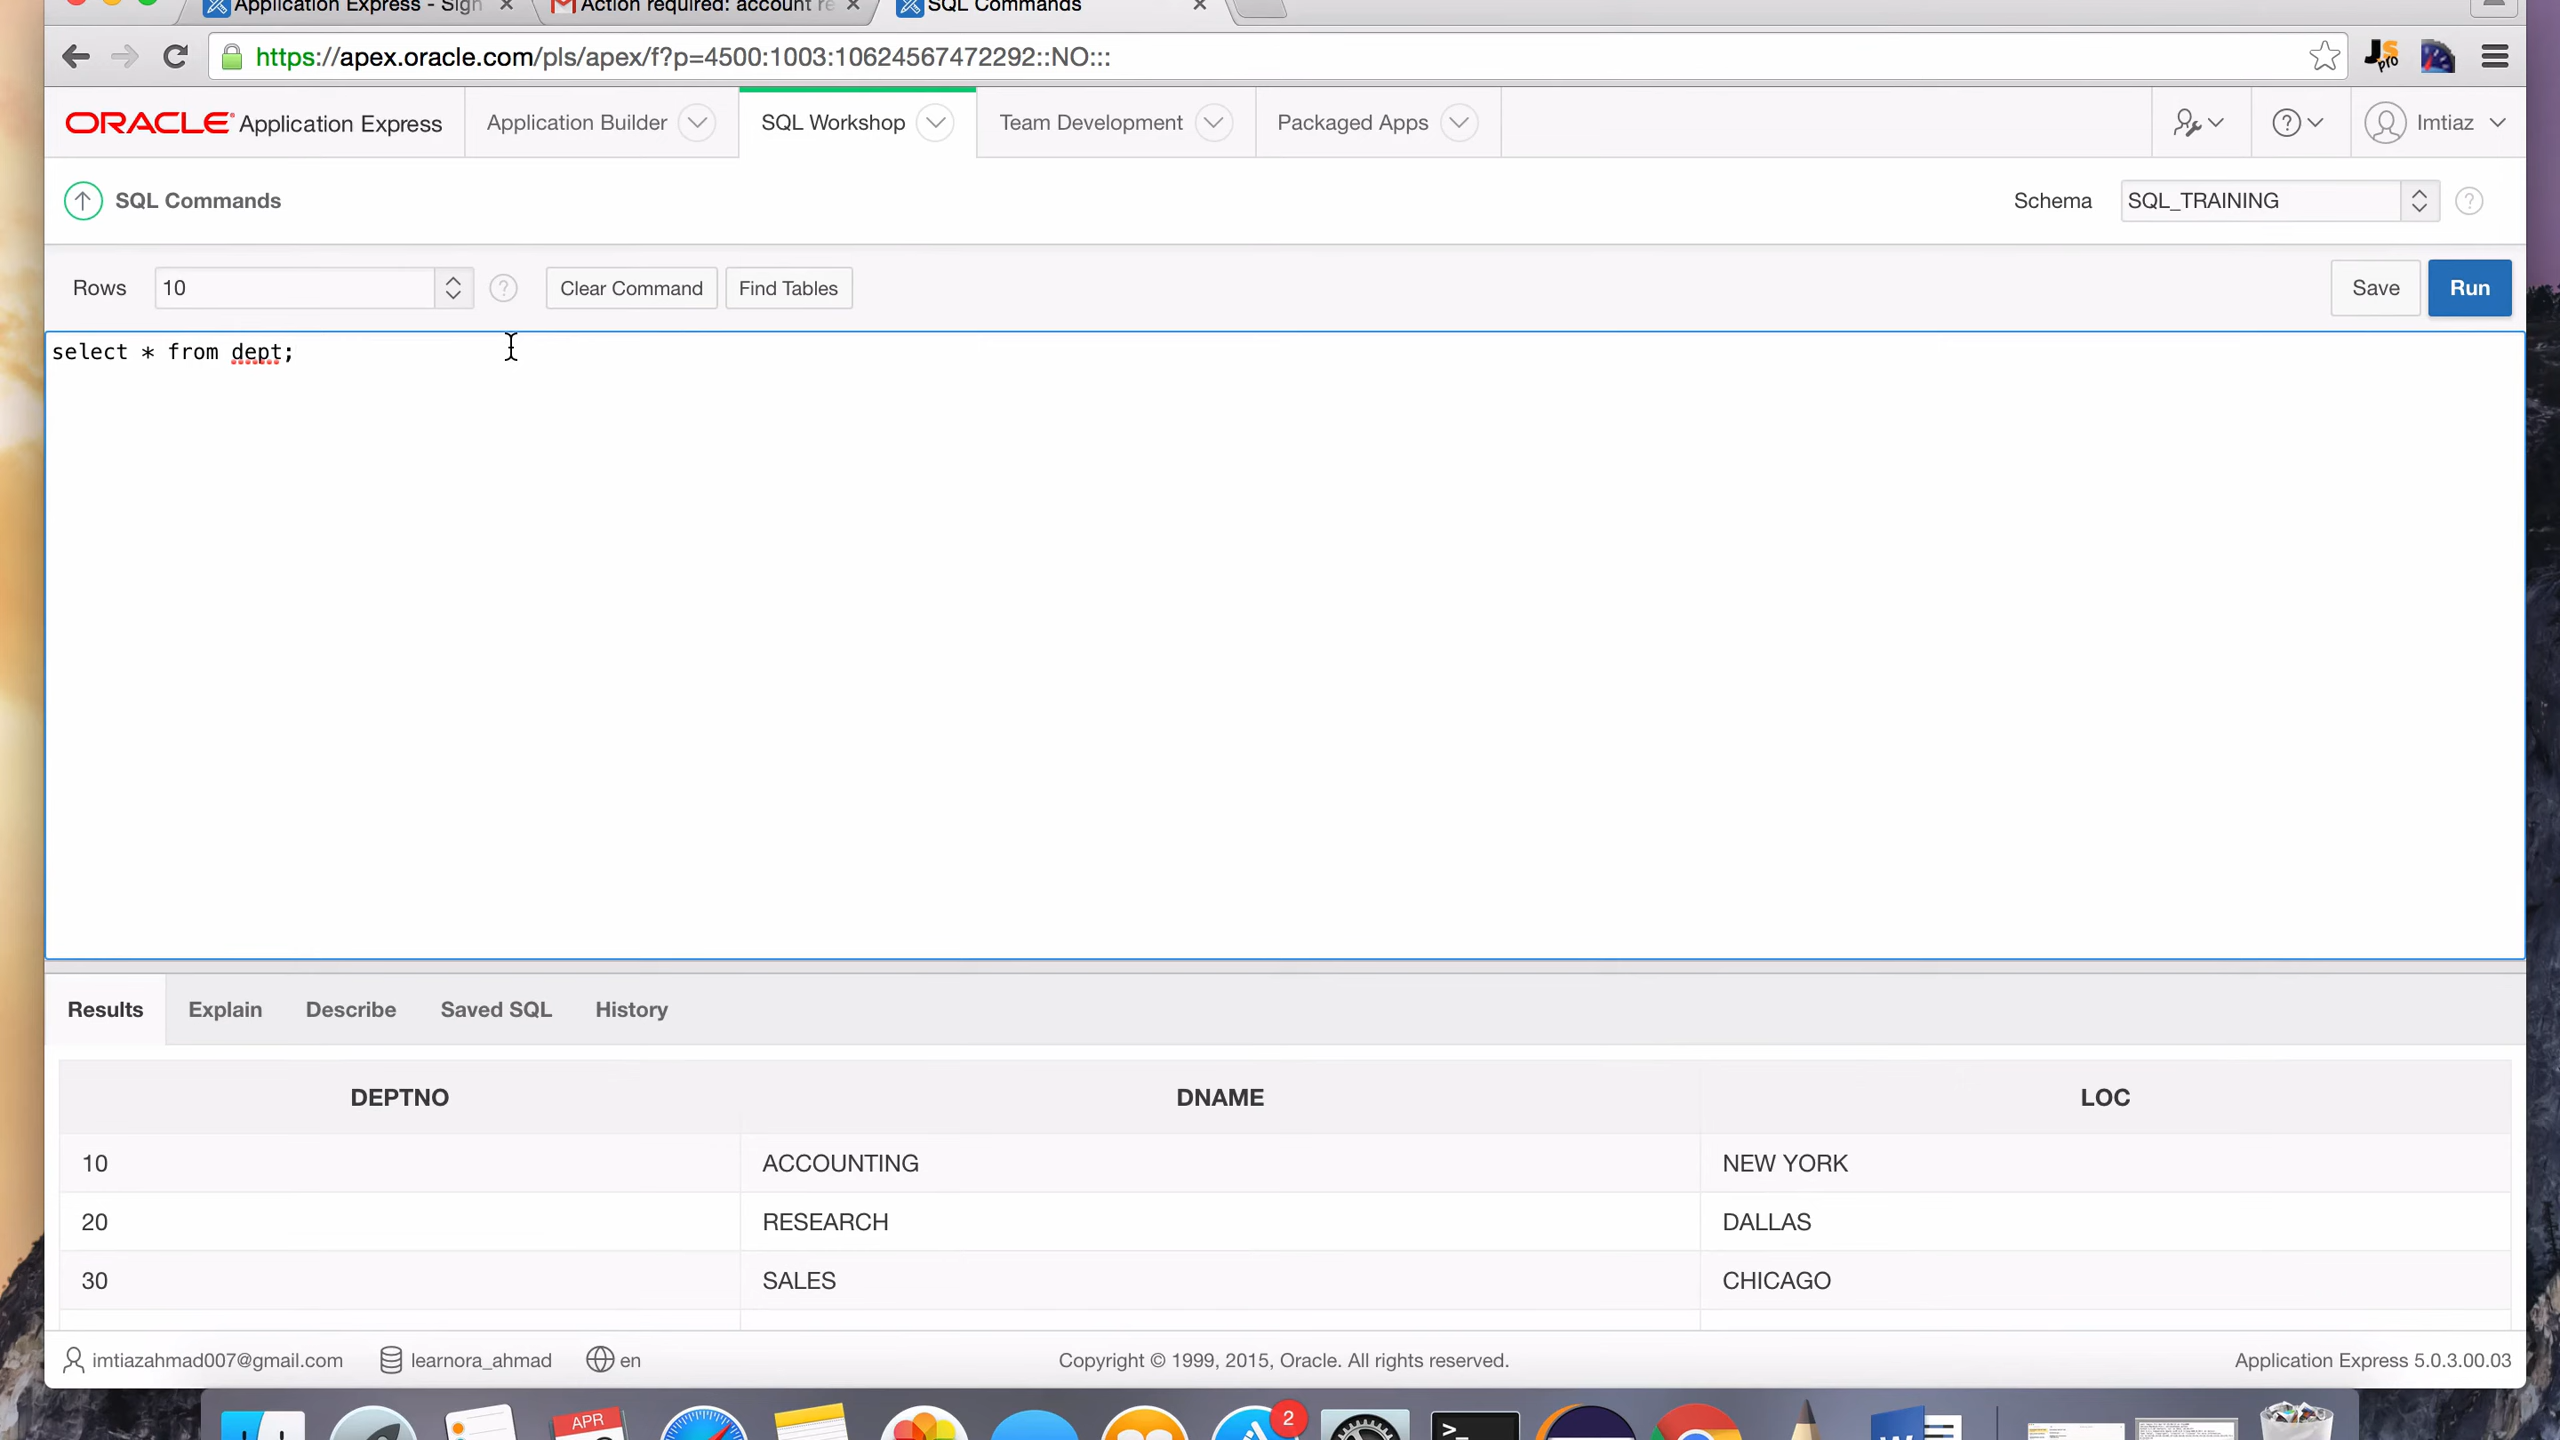 Application Express - Sign
Action required: account re
SQL Commands
https://apex.oracle.com/pls/apex/f?p=4500:1003:10624567472292::NO:::
JS pro
ORACLE Application Express
Application Builder
SQL Workshop
Team Development
Packaged Apps
Imtiaz
SQL Commands
Schema
SQL_TRAINING
Rows
10
Clear Command
Find Tables
Save
Run
select * from dept;
Results
Explain
Describe
Saved SQL
History
DEPTNO DNAME LOC
10 ACCOUNTING NEW YORK
20 RESEARCH DALLAS
30 SALES CHICAGO
imtiazahmad007@gmail.com
learnora_ahmad
en
Copyright © 1999, 2015, Oracle. All rights reserved.
Application Express 5.0.3.00.03
APR
2
>_